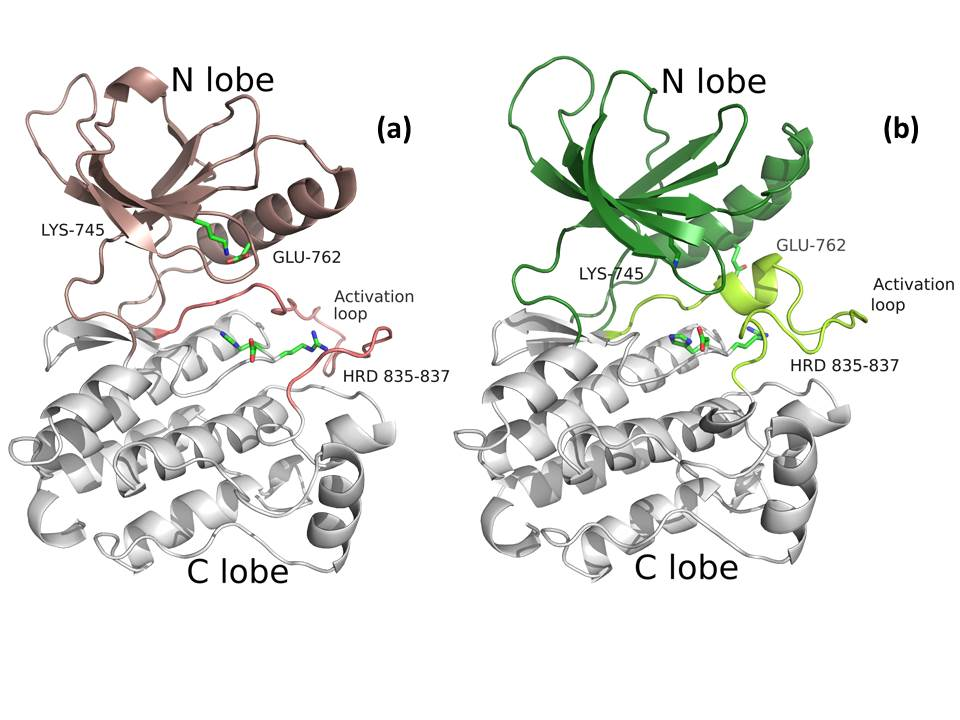 N lobe
(a)
LYS-745
GLU-762
Activation
loop
HRD 835-837
C lobe
N lobe
(b)
GLU-762
LYS-745
Activation
loop
HRD 835-837
C lobe